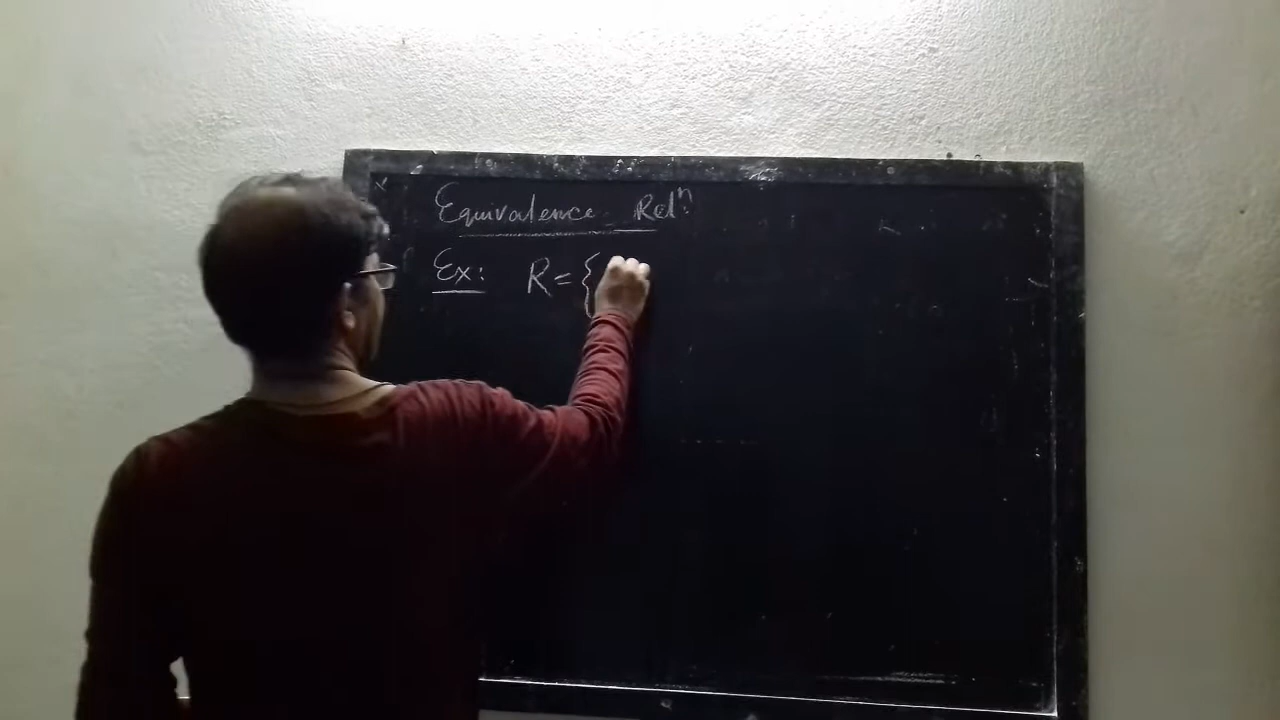 Equivalence Relⁿ.
Ex: R = {